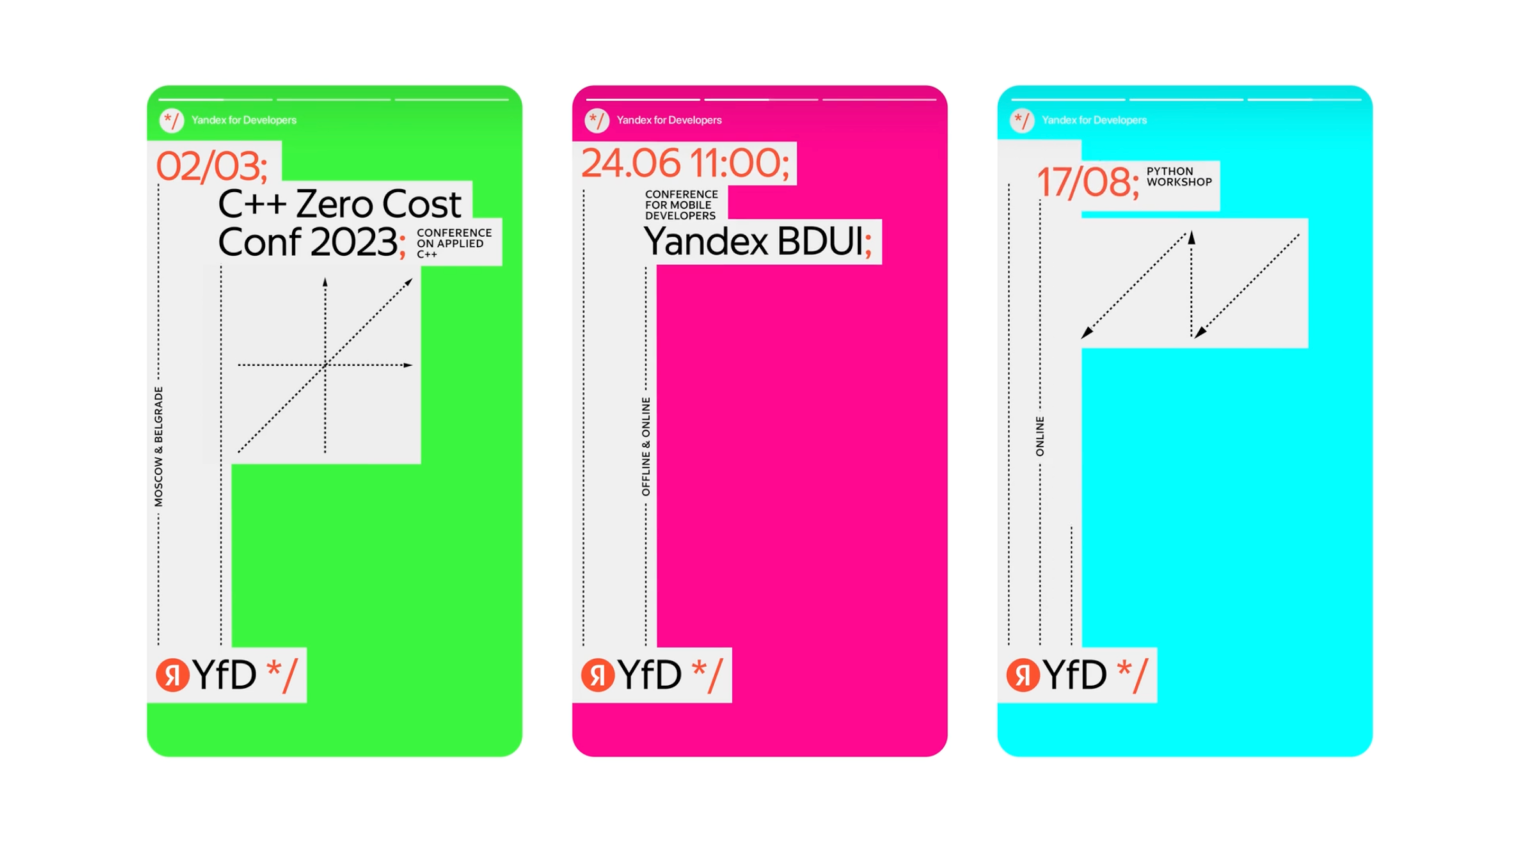 */ Yandex for Developers
02/03;
C++ Zero Cost
Conf 2023;
CONFERENCE
ON APPLIED
C++
MOSCOW & BELGRADE
Я YfD */
*/ Yandex for Developers
24.06 11:00;
CONFERENCE
FOR MOBILE
DEVELOPERS
Yandex BDUI;
OFFLINE & ONLINE
Я YfD */
*/ Yandex for Developers
17/08;
PYTHON
WORKSHOP
ONLINE
Я YfD */